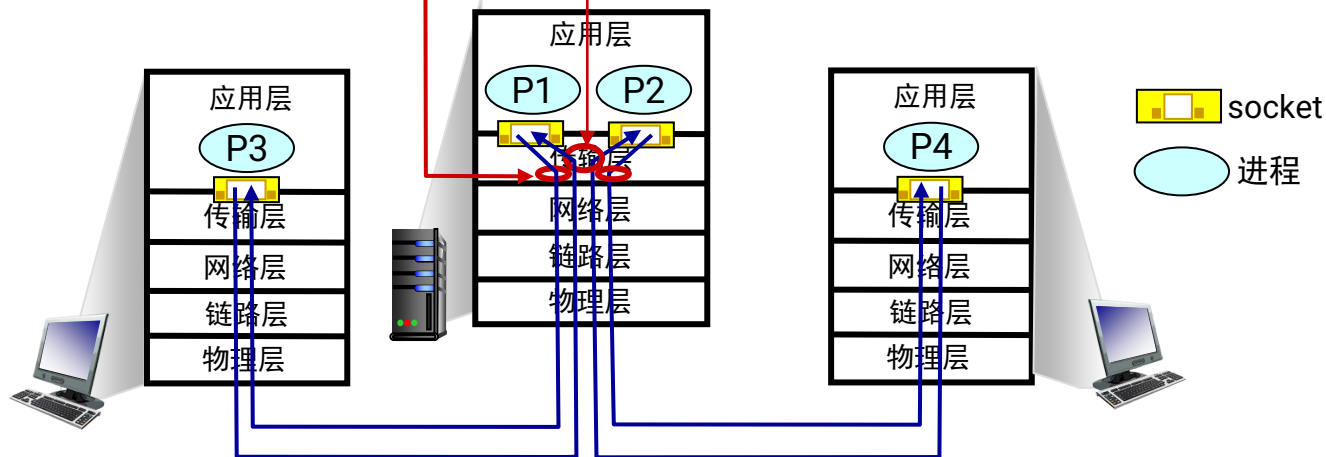 应用层
P3
传输层
网络层
链路层
物理层
应用层
P1
P2
传输层
网络层
链路层
物理层
应用层
P4
传输层
网络层
链路层
物理层
socket
进程